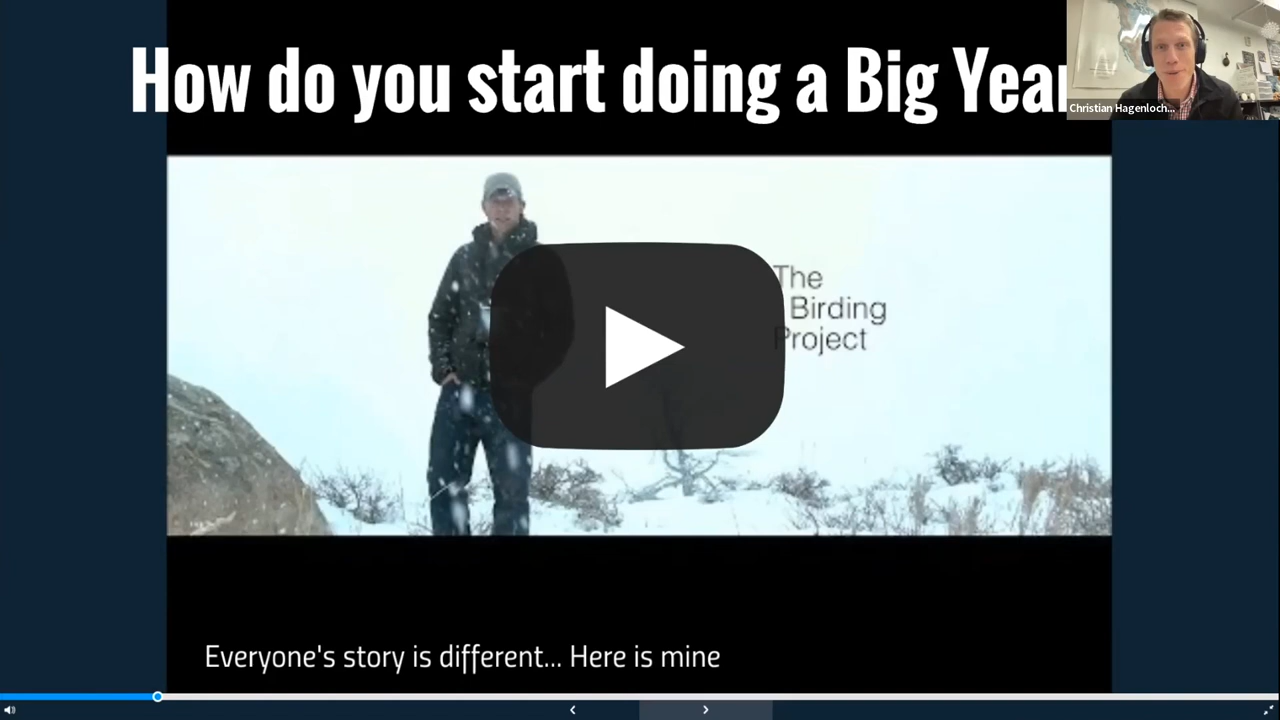 How do you start doing a Big Year
Christian Hagenloch...
The
Birding
Project
Everyone's story is different... Here is mine